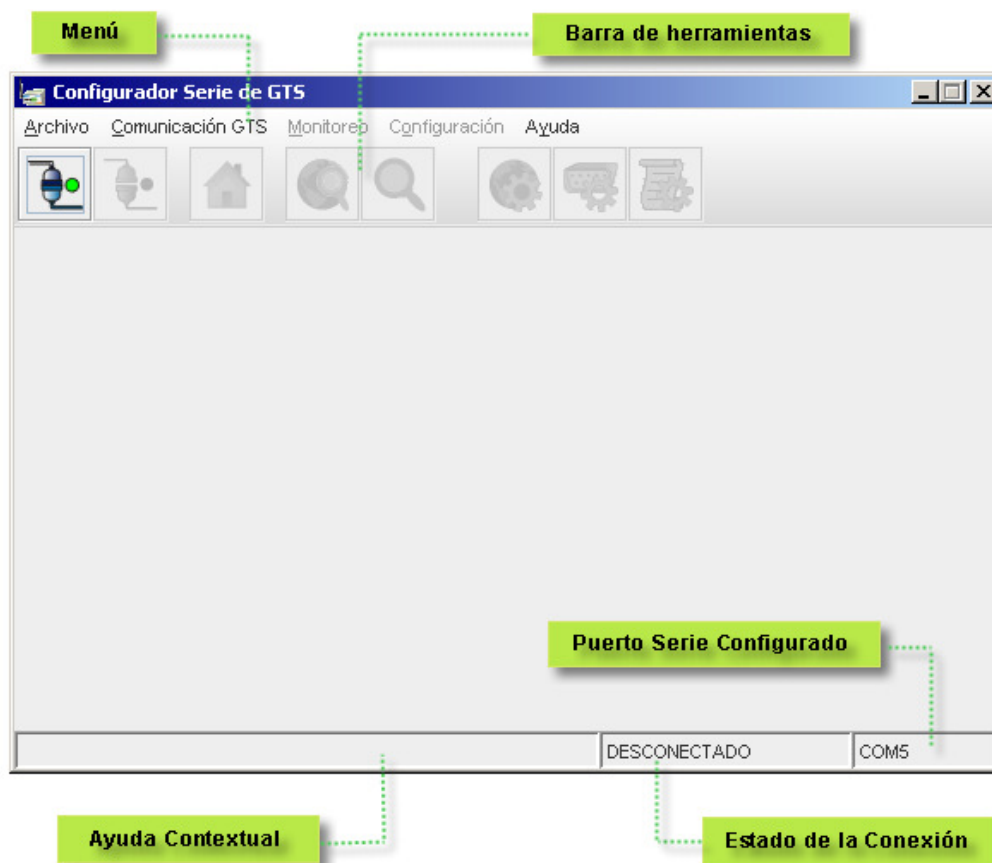 Menú
Barra de herramientas
Configurador Serie de GTS
Archivo Comunicación GTS Monitoreo Configuración Ayuda
Puerto Serie Configurado
DESCONECTADO COM5
Ayuda Contextual
Estado de la Conexión